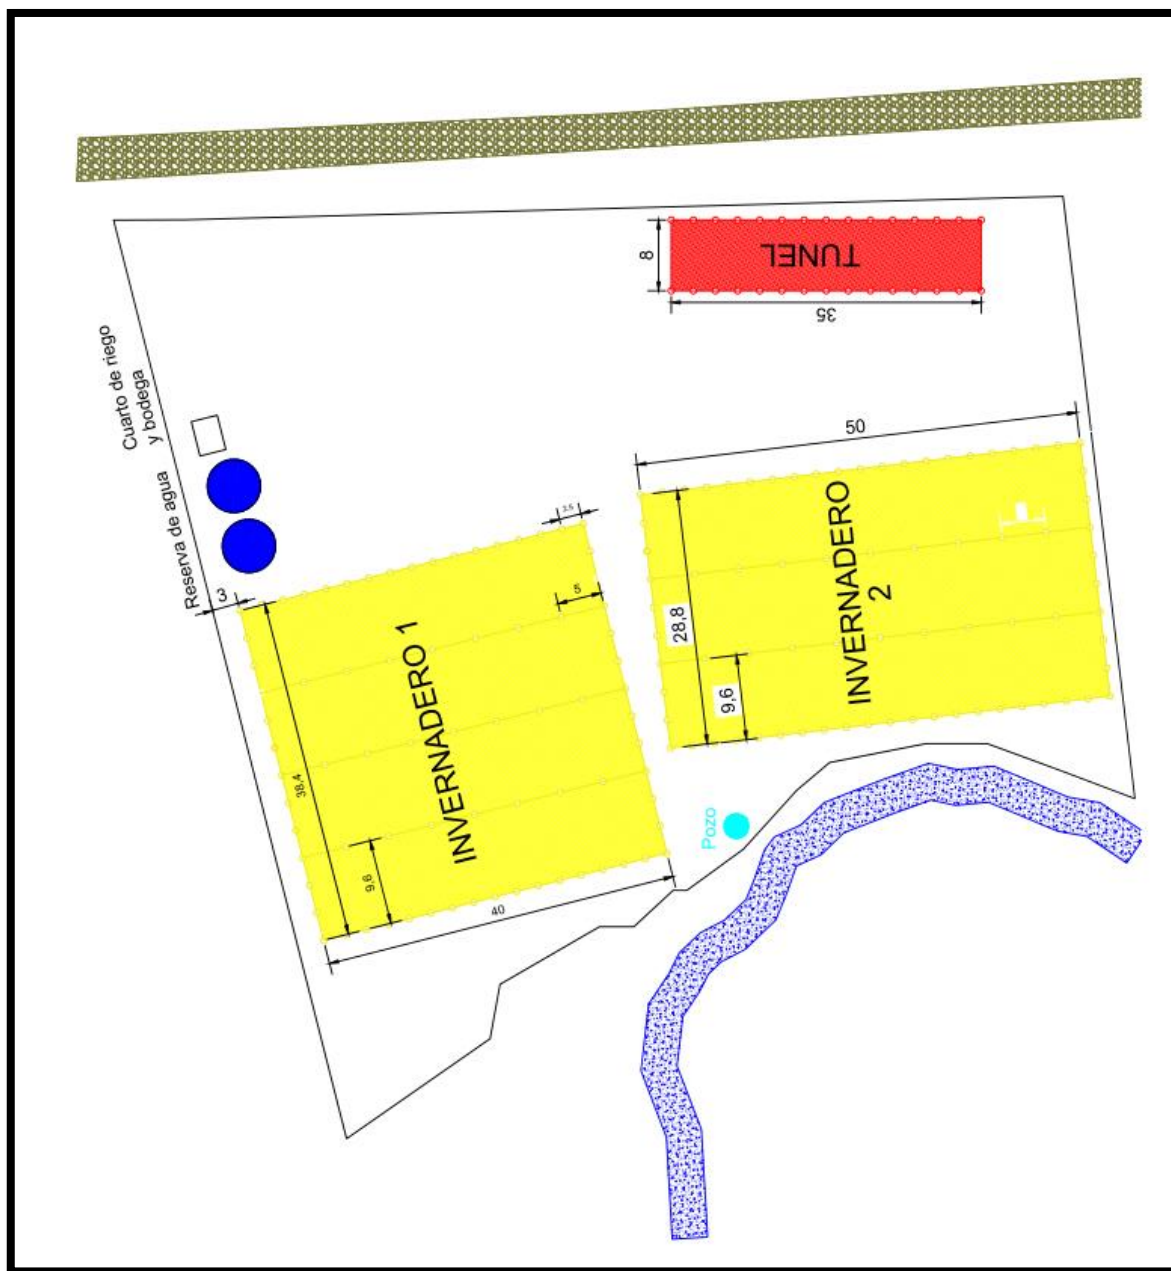 TUNEL
8
35
Cuarto de riego
y bodega
Reserva de agua
3
50
2,5
5
INVERNADERO 1
38,4
9,6
40
INVERNADERO
2
28,8
9,6
Pozo